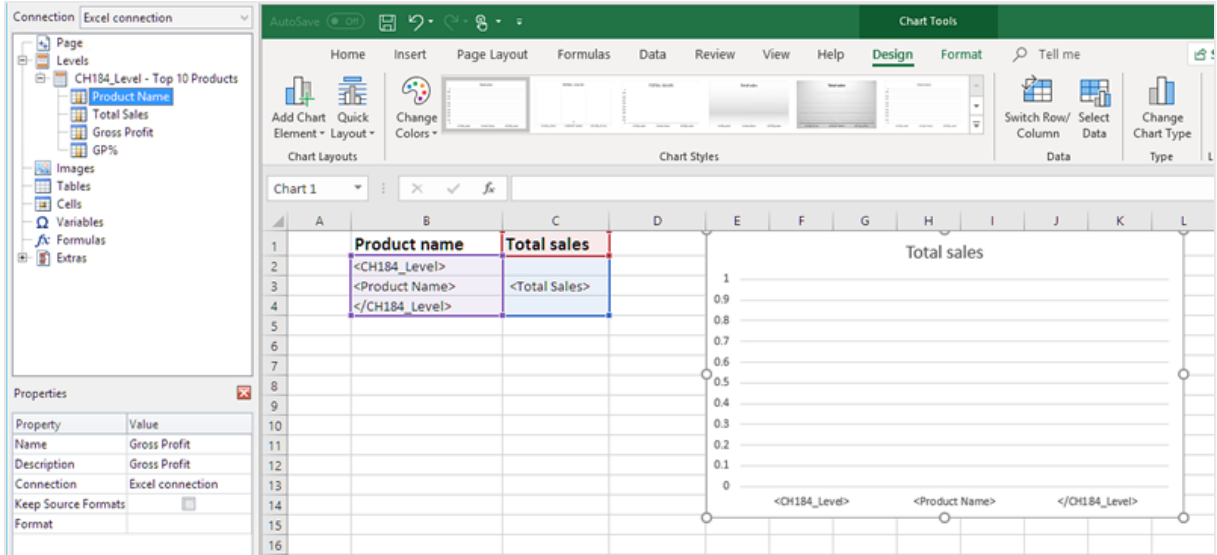 Connection Excel connection
Page
Levels
CH184_Level - Top 10 Products
Product Name
Total Sales
Gross Profit
GP%
Images
Tables
Cells
Variables
fx Formulas
Extras
Properties
Property Value
Name Gross Profit
Description Gross Profit
Connection Excel connection
Keep Source Formats
Format
AutoSave Off
Chart Tools
Home Insert Page Layout Formulas Data Review View Help Design Format Tell me
Add Chart Element Quick Layout Change Colors Switch Row/ Column Select Data Change Chart Type
Chart Layouts Chart Styles Data Type
Chart 1 fx
A B C D E F G H I J K L
1 Product name Total sales
2 <CH184_Level>
3 <Product Name> <Total Sales>
4 </CH184_Level>
5
6
7
8
9
10
11
12
13
14
15
16
Total sales
1
0.9
0.8
0.7
0.6
0.5
0.4
0.3
0.2
0.1
0
<CH184_Level> <Product Name> </CH184_Level>